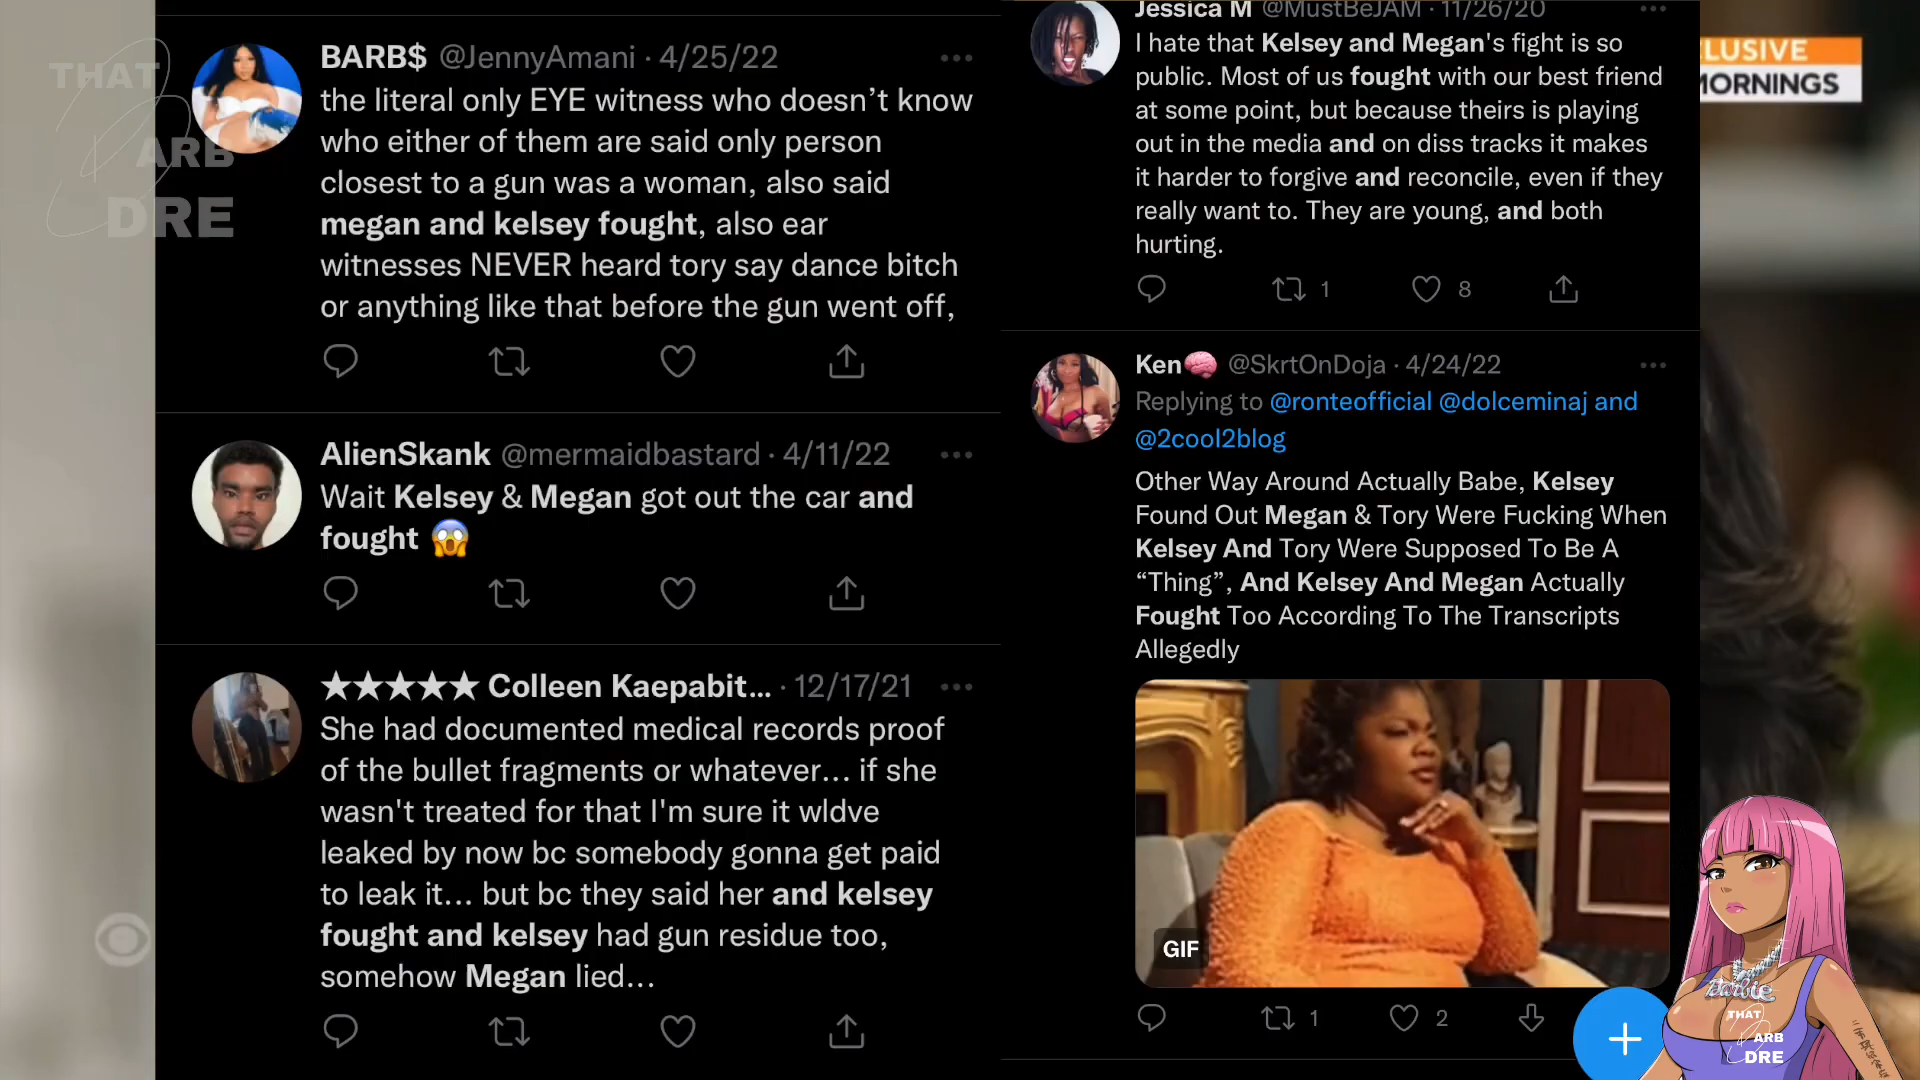 THAT
BARB
DRE
BARB$ @JennyAmani · 4/25/22
the literal only EYE witness who doesn’t know
who either of them are said only person
closest to a gun was a woman, also said
megan and kelsey fought, also ear
witnesses NEVER heard tory say dance bitch
or anything like that before the gun went off,
AlienSkank @mermaidbastard · 4/11/22
Wait Kelsey & Megan got out the car and
fought 😱
★★★★★ Colleen Kaepabit... · 12/17/21
She had documented medical records proof
of the bullet fragments or whatever... if she
wasn't treated for that I'm sure it wldve
leaked by now bc somebody gonna get paid
to leak it... but bc they said her and kelsey
fought and kelsey had gun residue too,
somehow Megan lied...
Jessica M @MustBeJAM · 11/26/20
I hate that Kelsey and Megan's fight is so
public. Most of us fought with our best friend
at some point, but because theirs is playing
out in the media and on diss tracks it makes
it harder to forgive and reconcile, even if they
really want to. They are young, and both
hurting.
1 8
Ken🧠 @SkrtOnDoja · 4/24/22
Replying to @ronteofficial @dolceminaj and
@2cool2blog
Other Way Around Actually Babe, Kelsey
Found Out Megan & Tory Were Fucking When
Kelsey And Tory Were Supposed To Be A
“Thing”, And Kelsey And Megan Actually
Fought Too According To The Transcripts
Allegedly
GIF
1 2
LUSIVE
MORNINGS
Barbie
THAT
BARB
DRE